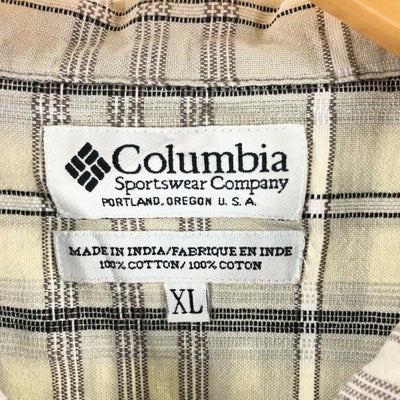 Columbia
Sportswear Company
PORTLAND, OREGON U.S.A.
MADE IN INDIA/FABRIQUE EN INDE
100% COTTON/100% COTON
XL